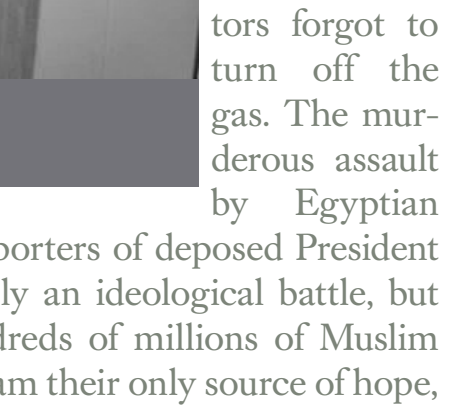 tors forgot to
turn off the
gas. The mur-
derous assault
by Egyptian
porters of deposed President
ly an ideological battle, but
dreds of millions of Muslim
am their only source of hope,